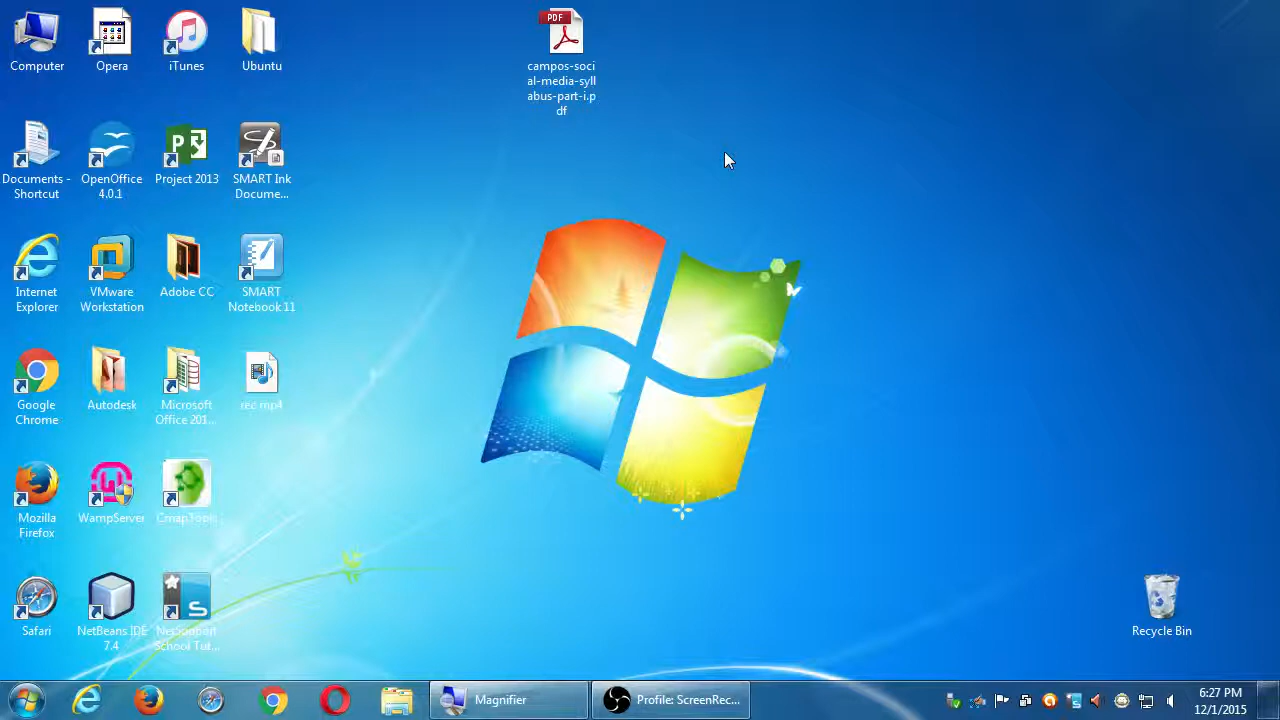 Computer
Opera
iTunes
Ubuntu
PDF
campos-soci
al-media-syll
abus-part-i.p
df
Documents -
Shortcut
OpenOffice
4.0.1
Project 2013
SMART Ink
Docume...
Internet
Explorer
VMware
Workstation
Adobe CC
SMART
Notebook 11
Google
Chrome
Autodesk
Microsoft
Office 201...
rec.mp4
Mozilla
Firefox
WampServer
CmapTools
Safari
NetBeans IDE
7.4
NetSupport
School Tut...
Recycle Bin
Magnifier
Profile: ScreenRec...
6:27 PM
12/1/2015